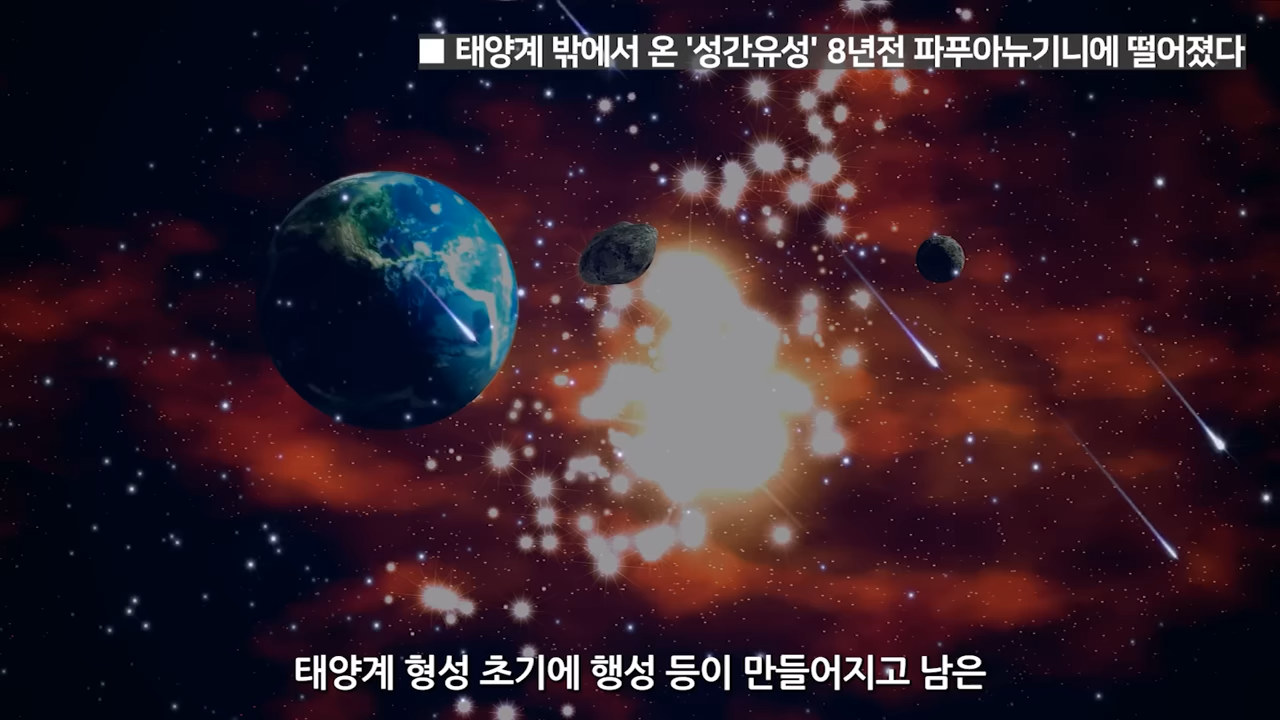 ■ 태양계 밖에서 온 '성간유성' 8년전 파푸아뉴기니에 떨어졌다
태양계 형성 초기에 행성 등이 만들어지고 남은